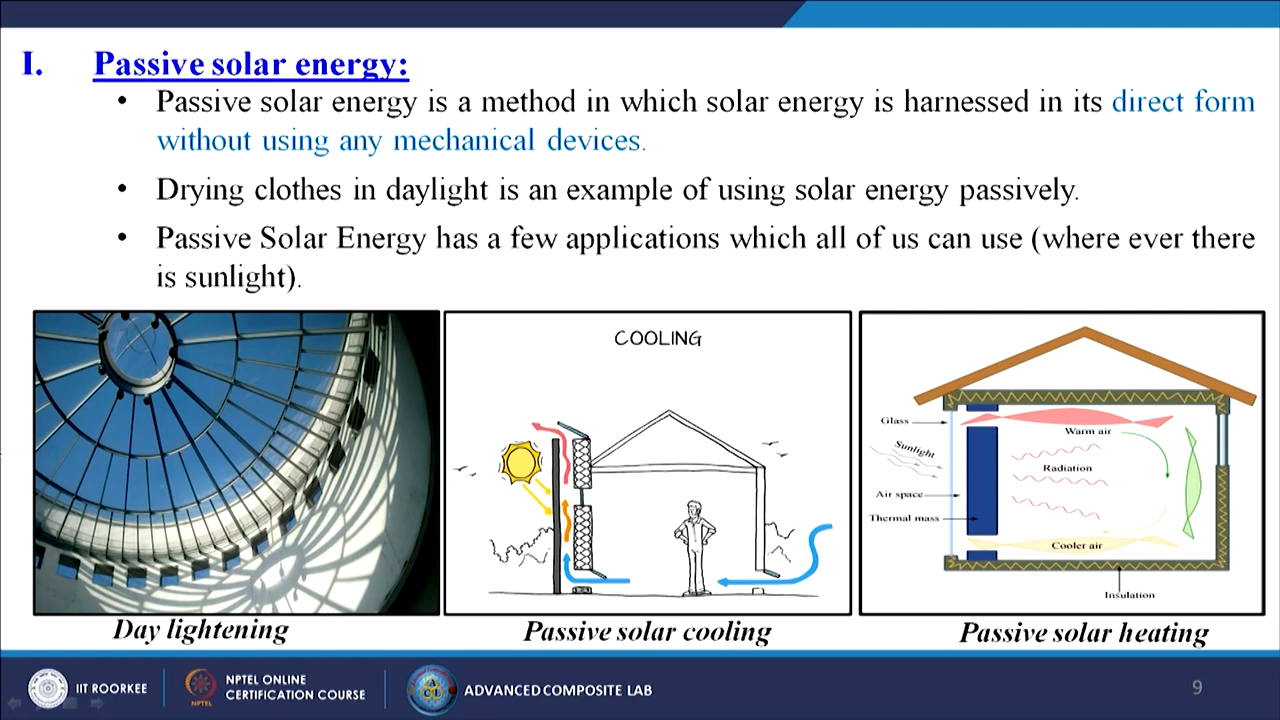 I. Passive solar energy:
• Passive solar energy is a method in which solar energy is harnessed in its direct form
without using any mechanical devices.
• Drying clothes in daylight is an example of using solar energy passively.
• Passive Solar Energy has a few applications which all of us can use (where ever there
is sunlight).
COOLING
Glass
Sunlight
Air space
Thermal mass
Warm air
Radiation
Cooler air
Insulation
Day lightening
Passive solar cooling
Passive solar heating
IIT ROORKEE
NPTEL
NPTEL ONLINE
CERTIFICATION COURSE
ACL
ADVANCED COMPOSITE LAB
9